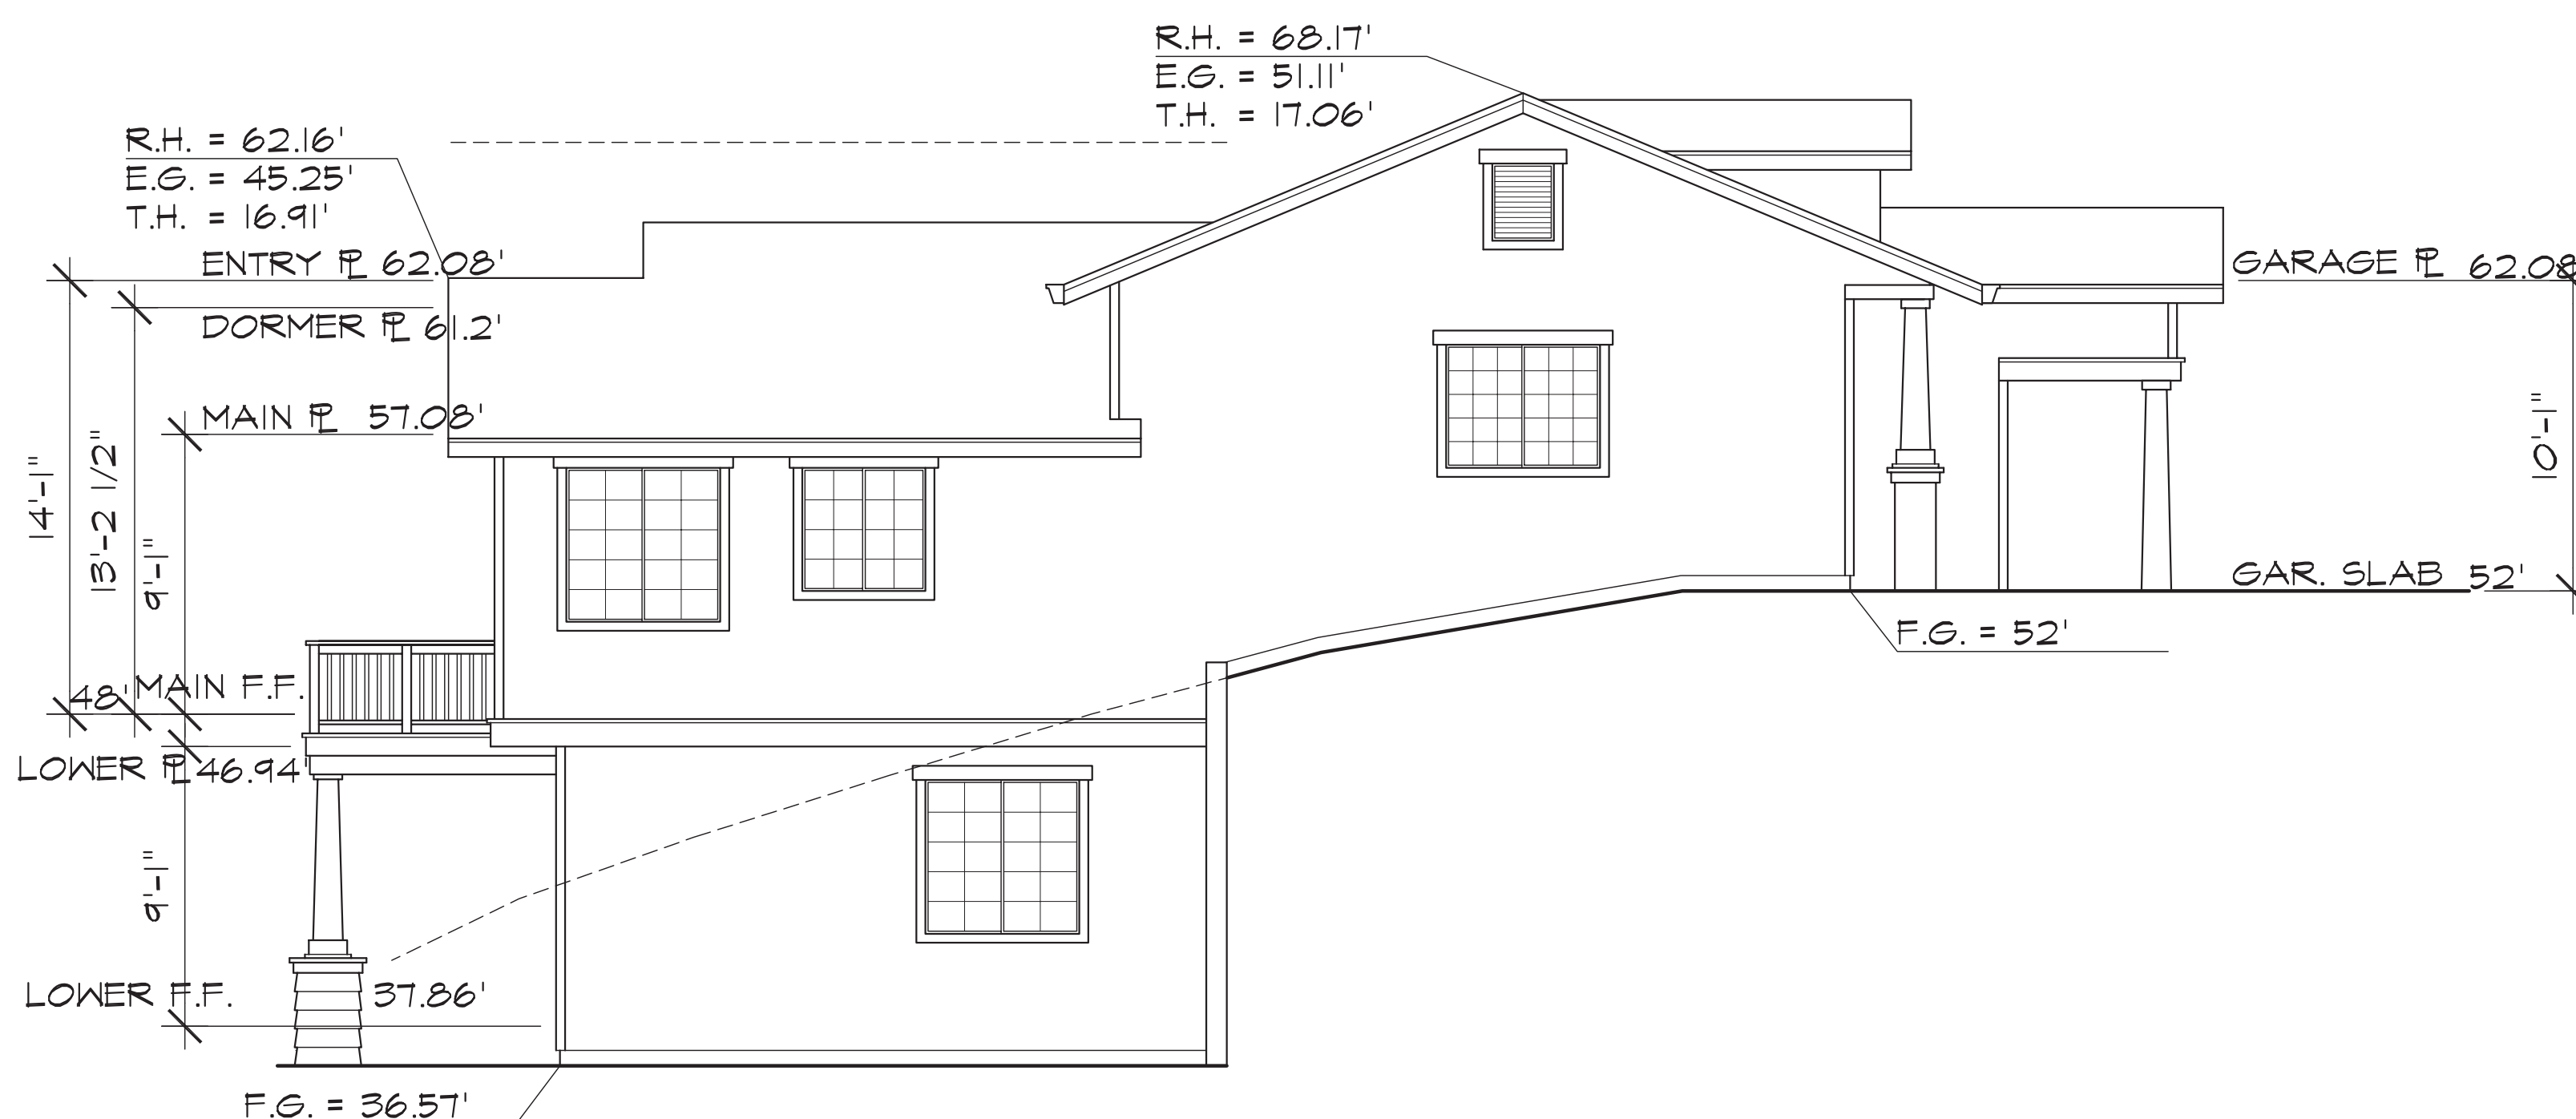 R.H. = 68.17'
E.G. = 51.11'
T.H. = 17.06'
R.H. = 62.16'
E.G. = 45.25'
T.H. = 16.91'
ENTRY PL 62.08'
DORMER PL 61.2'
MAIN PL 57.08'
GARAGE PL 62.08
14'-1"
13'-2 1/2"
9'-1"
10'-1"
GAR. SLAB 52'
F.G. = 52'
48' MAIN F.F.
LOWER PL 46.94'
9'-1"
LOWER F.F. 37.86'
F.G. = 36.57'